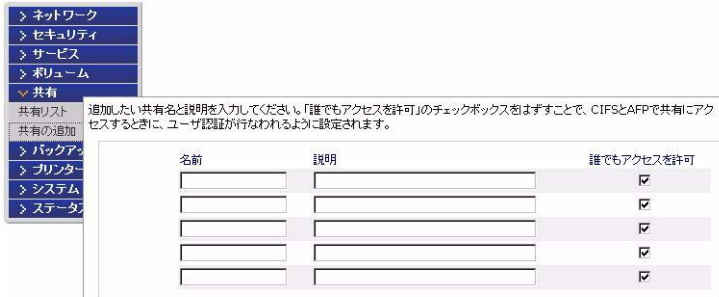 ネットワーク
セキュリティ
サービス
ボリューム
共有
共有リスト
共有の追加
バックアッ
プリンター
システム
ステータス
追加したい共有名と説明を入力してください。「誰でもアクセスを許可」のチェックボックスをはずすことで、CIFSとAFPで共有にアク
セスするときに、ユーザ認証が行なわれるように設定されます。
名前 説明 誰でもアクセスを許可